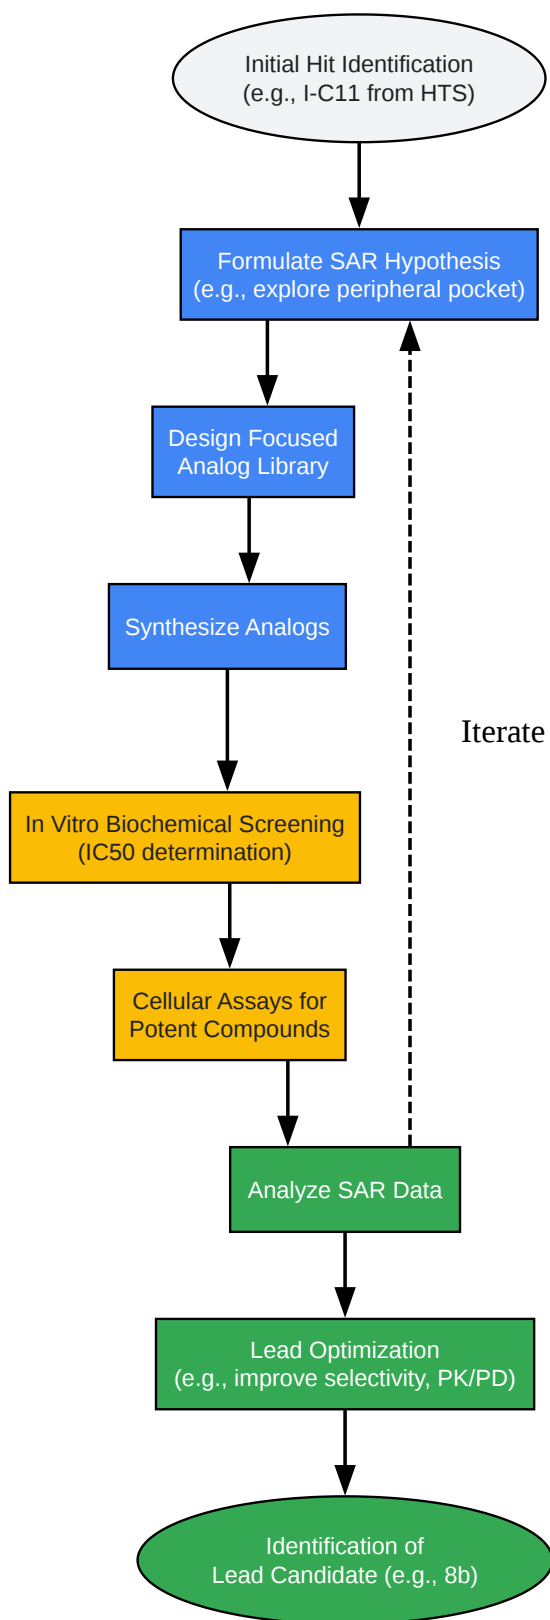 Initial Hit Identification
(e.g., I-C11 from HTS)
Formulate SAR Hypothesis
(e.g., explore peripheral pocket)
Design Focused
Analog Library
Synthesize Analogs
Iterate
In Vitro Biochemical Screening
(IC50 determination)
Cellular Assays for
Potent Compounds
Analyze SAR Data
Lead Optimization
(e.g., improve selectivity, PK/PD)
Identification of
Lead Candidate (e.g., 8b)